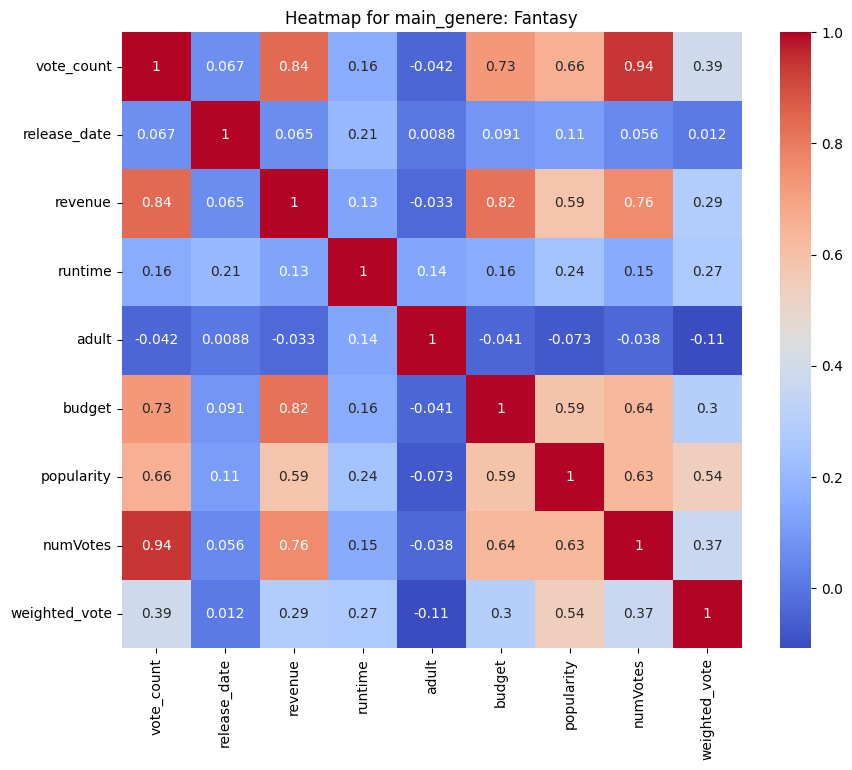 Heatmap for main_genere: Fantasy
vote_count 1 0.067 0.84 0.16 -0.042 0.73 0.66 0.94 0.39
release_date 0.067 1 0.065 0.21 0.0088 0.091 0.11 0.056 0.012
revenue 0.84 0.065 1 0.13 -0.033 0.82 0.59 0.76 0.29
runtime 0.16 0.21 0.13 1 0.14 0.16 0.24 0.15 0.27
adult -0.042 0.0088 -0.033 0.14 1 -0.041 -0.073 -0.038 -0.11
budget 0.73 0.091 0.82 0.16 -0.041 1 0.59 0.64 0.3
popularity 0.66 0.11 0.59 0.24 -0.073 0.59 1 0.63 0.54
numVotes 0.94 0.056 0.76 0.15 -0.038 0.64 0.63 1 0.37
weighted_vote 0.39 0.012 0.29 0.27 -0.11 0.3 0.54 0.37 1
vote_count release_date revenue runtime adult budget popularity numVotes weighted_vote
1.0
0.8
0.6
0.4
0.2
0.0